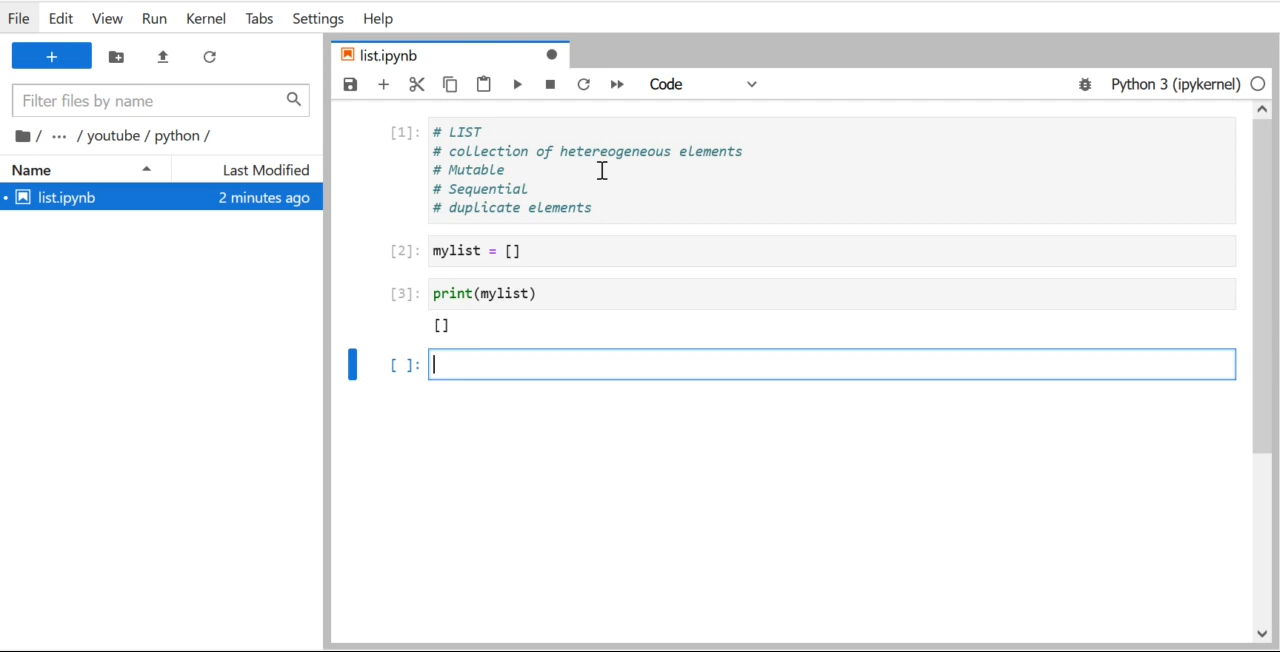 File Edit View Run Kernel Tabs Settings Help
+
Filter files by name
/ ··· / youtube / python /
Name Last Modified
• list.ipynb 2 minutes ago
list.ipynb
Code Python 3 (ipykernel)
[1]: # LIST
# collection of hetereogeneous elements
# Mutable
# Sequential
# duplicate elements
[2]: mylist = []
[3]: print(mylist)
[]
[ ]: